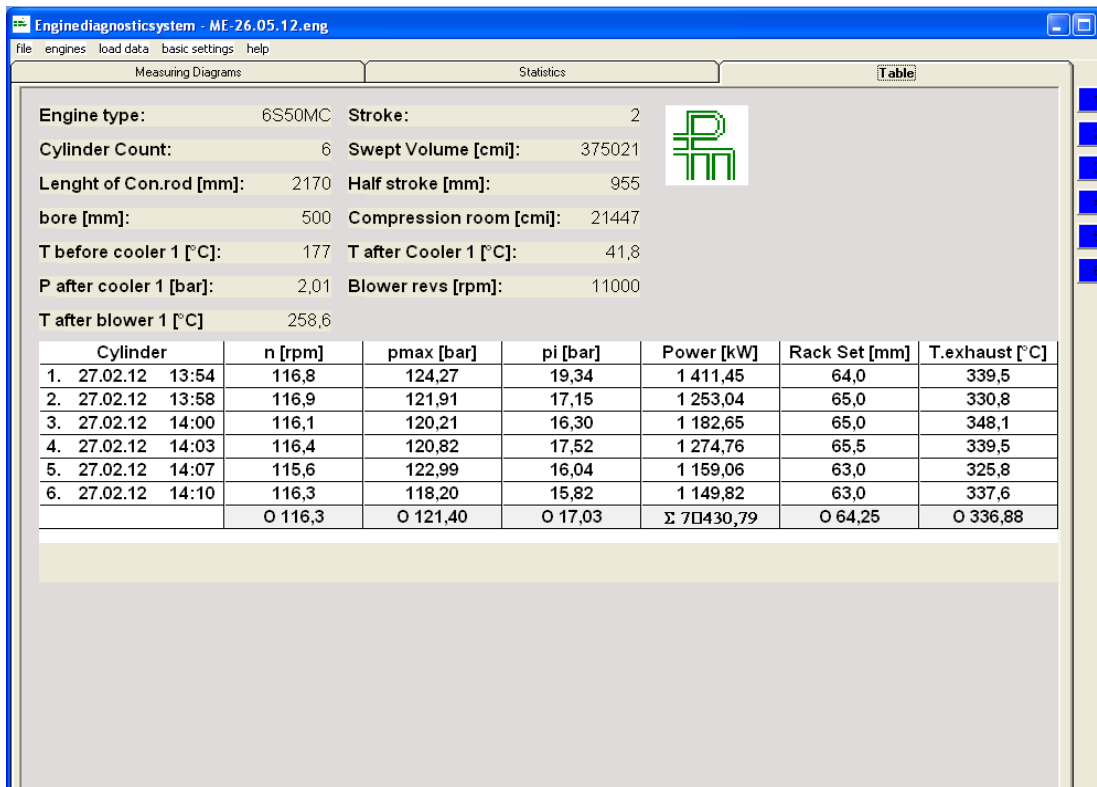 Enginediagnosticsystem - ME-26.05.12.eng
file engines load data basic settings help
Measuring Diagrams Statistics Table
Engine type: 6S50MC Stroke: 2
Cylinder Count: 6 Swept Volume [cmi]: 375021
Lenght of Con.rod [mm]: 2170 Half stroke [mm]: 955
bore [mm]: 500 Compression room [cmi]: 21447
T before cooler 1 [°C]: 177 T after Cooler 1 [°C]: 41,8
P after cooler 1 [bar]: 2,01 Blower revs [rpm]: 11000
T after blower 1 [°C] 258,6
Cylinder n [rpm] pmax [bar] pi [bar] Power [kW] Rack Set [mm] T.exhaust [°C]
1. 27.02.12 13:54 116,8 124,27 19,34 1 411,45 64,0 339,5
2. 27.02.12 13:58 116,9 121,91 17,15 1 253,04 65,0 330,8
3. 27.02.12 14:00 116,1 120,21 16,30 1 182,65 65,0 348,1
4. 27.02.12 14:03 116,4 120,82 17,52 1 274,76 65,5 339,5
5. 27.02.12 14:07 115,6 122,99 16,04 1 159,06 63,0 325,8
6. 27.02.12 14:10 116,3 118,20 15,82 1 149,82 63,0 337,6
O 116,3 O 121,40 O 17,03 Σ 7□430,79 O 64,25 O 336,88